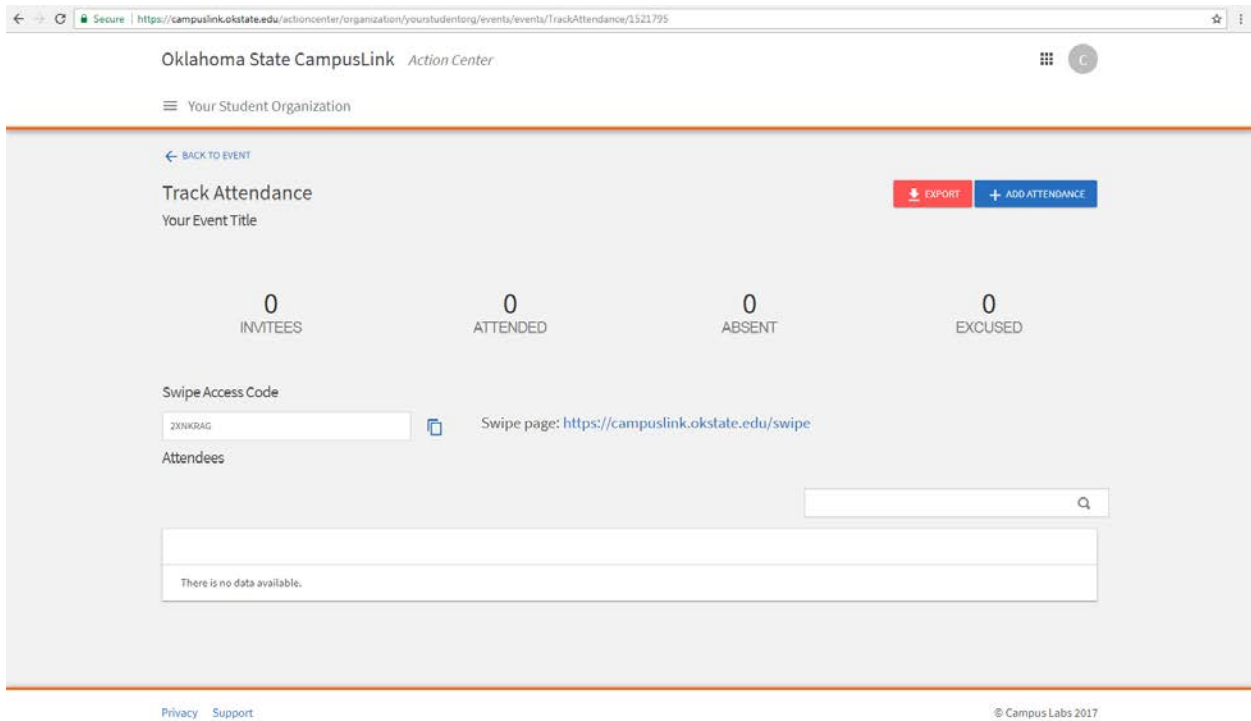 Secure | https://campuslink.okstate.edu/actioncenter/organization/yourstudentorg/events/events/TrackAttendance/1521795
Oklahoma State CampusLink Action Center C
Your Student Organization
BACK TO EVENT
Track Attendance EXPORT + ADD ATTENDANCE
Your Event Title
0 0 0 0
INVITEES ATTENDED ABSENT EXCUSED
Swipe Access Code
2XNKRAG Swipe page: https://campuslink.okstate.edu/swipe
Attendees
There is no data available.
Privacy Support © Campus Labs 2017